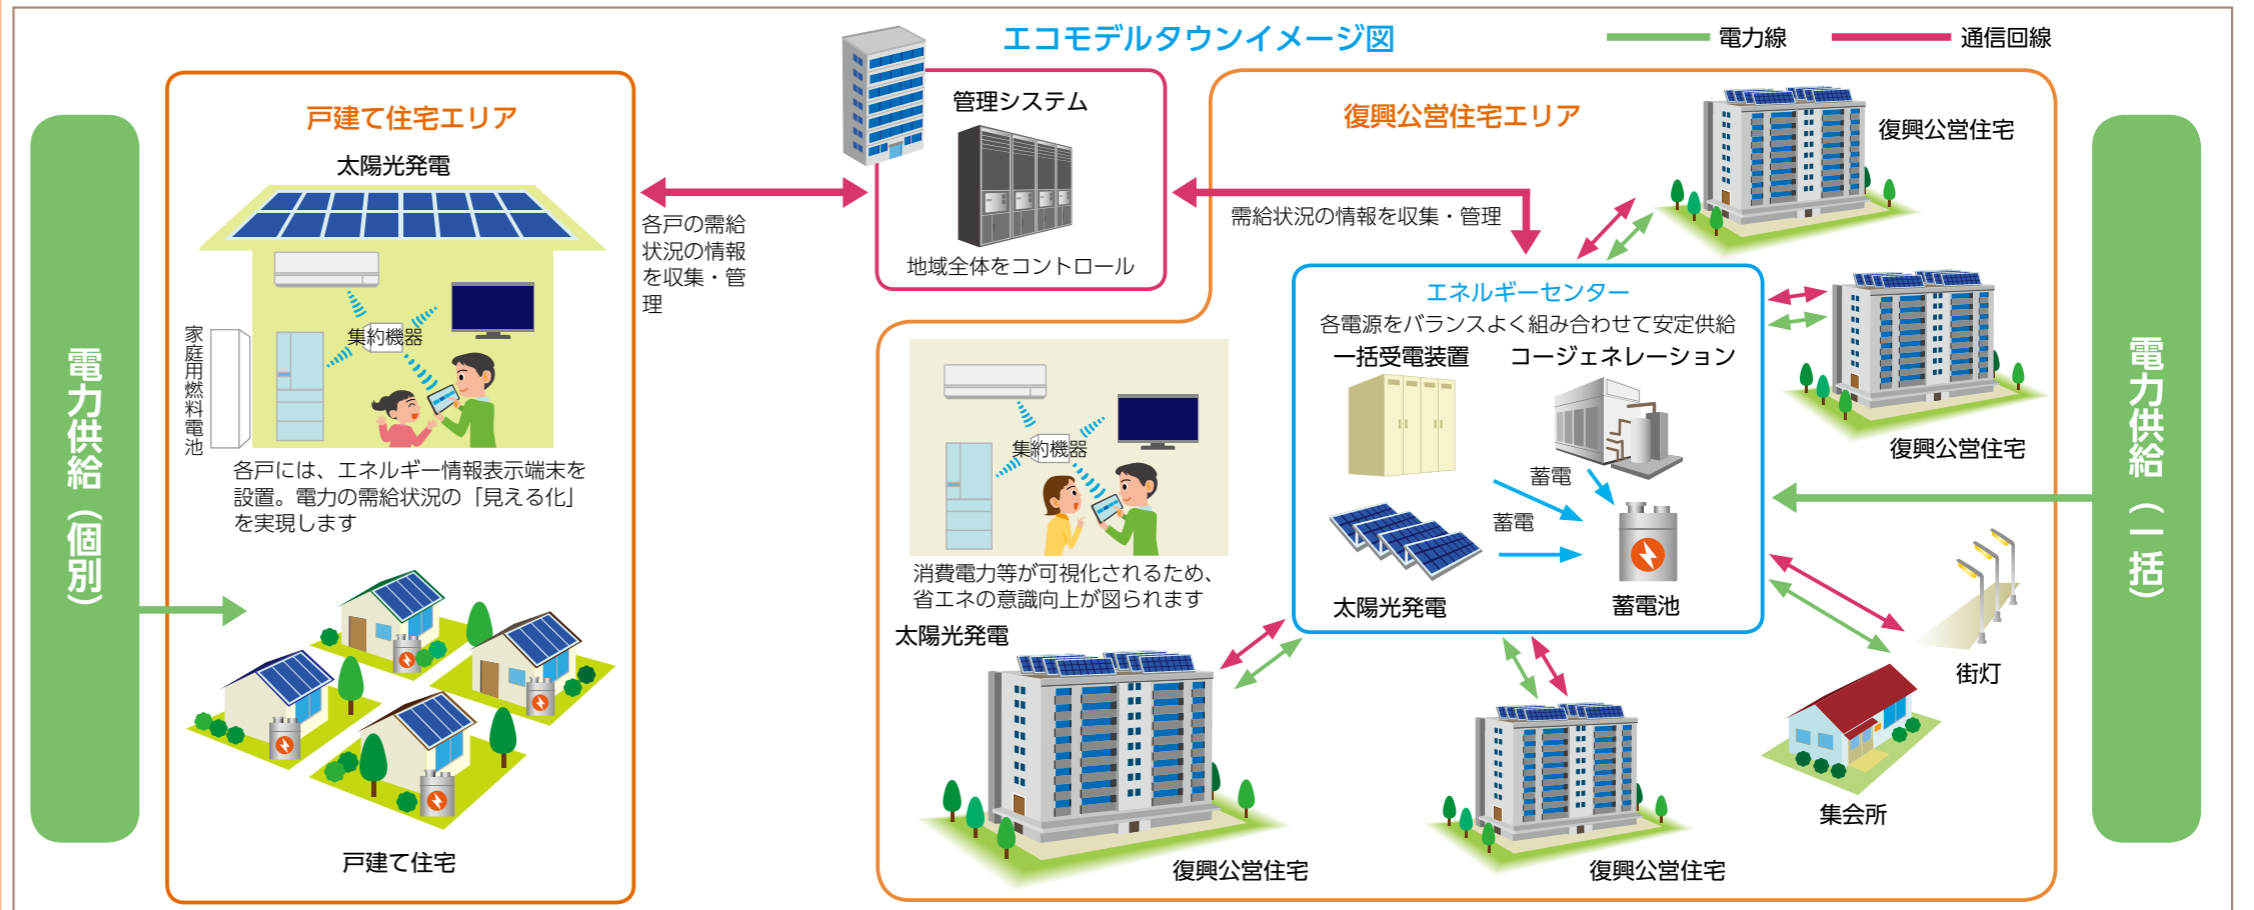 エコモデルタウンイメージ図
電力線
通信回線
電力供給（個別）
戸建て住宅エリア
太陽光発電
集約機器
家庭用燃料電池
各戸には、エネルギー情報表示端末を
設置。電力の需給状況の「見える化」
を実現します
戸建て住宅
各戸の需給
状況の情報
を収集・管
理
管理システム
地域全体をコントロール
需給状況の情報を収集・管理
復興公営住宅エリア
復興公営住宅
復興公営住宅
エネルギーセンター
各電源をバランスよく組み合わせて安定供給
一括受電装置
コージェネレーション
蓄電
蓄電
太陽光発電
蓄電池
集約機器
消費電力等が可視化されるため、
省エネの意識向上が図られます
太陽光発電
復興公営住宅
復興公営住宅
街灯
集会所
電力供給（一括）